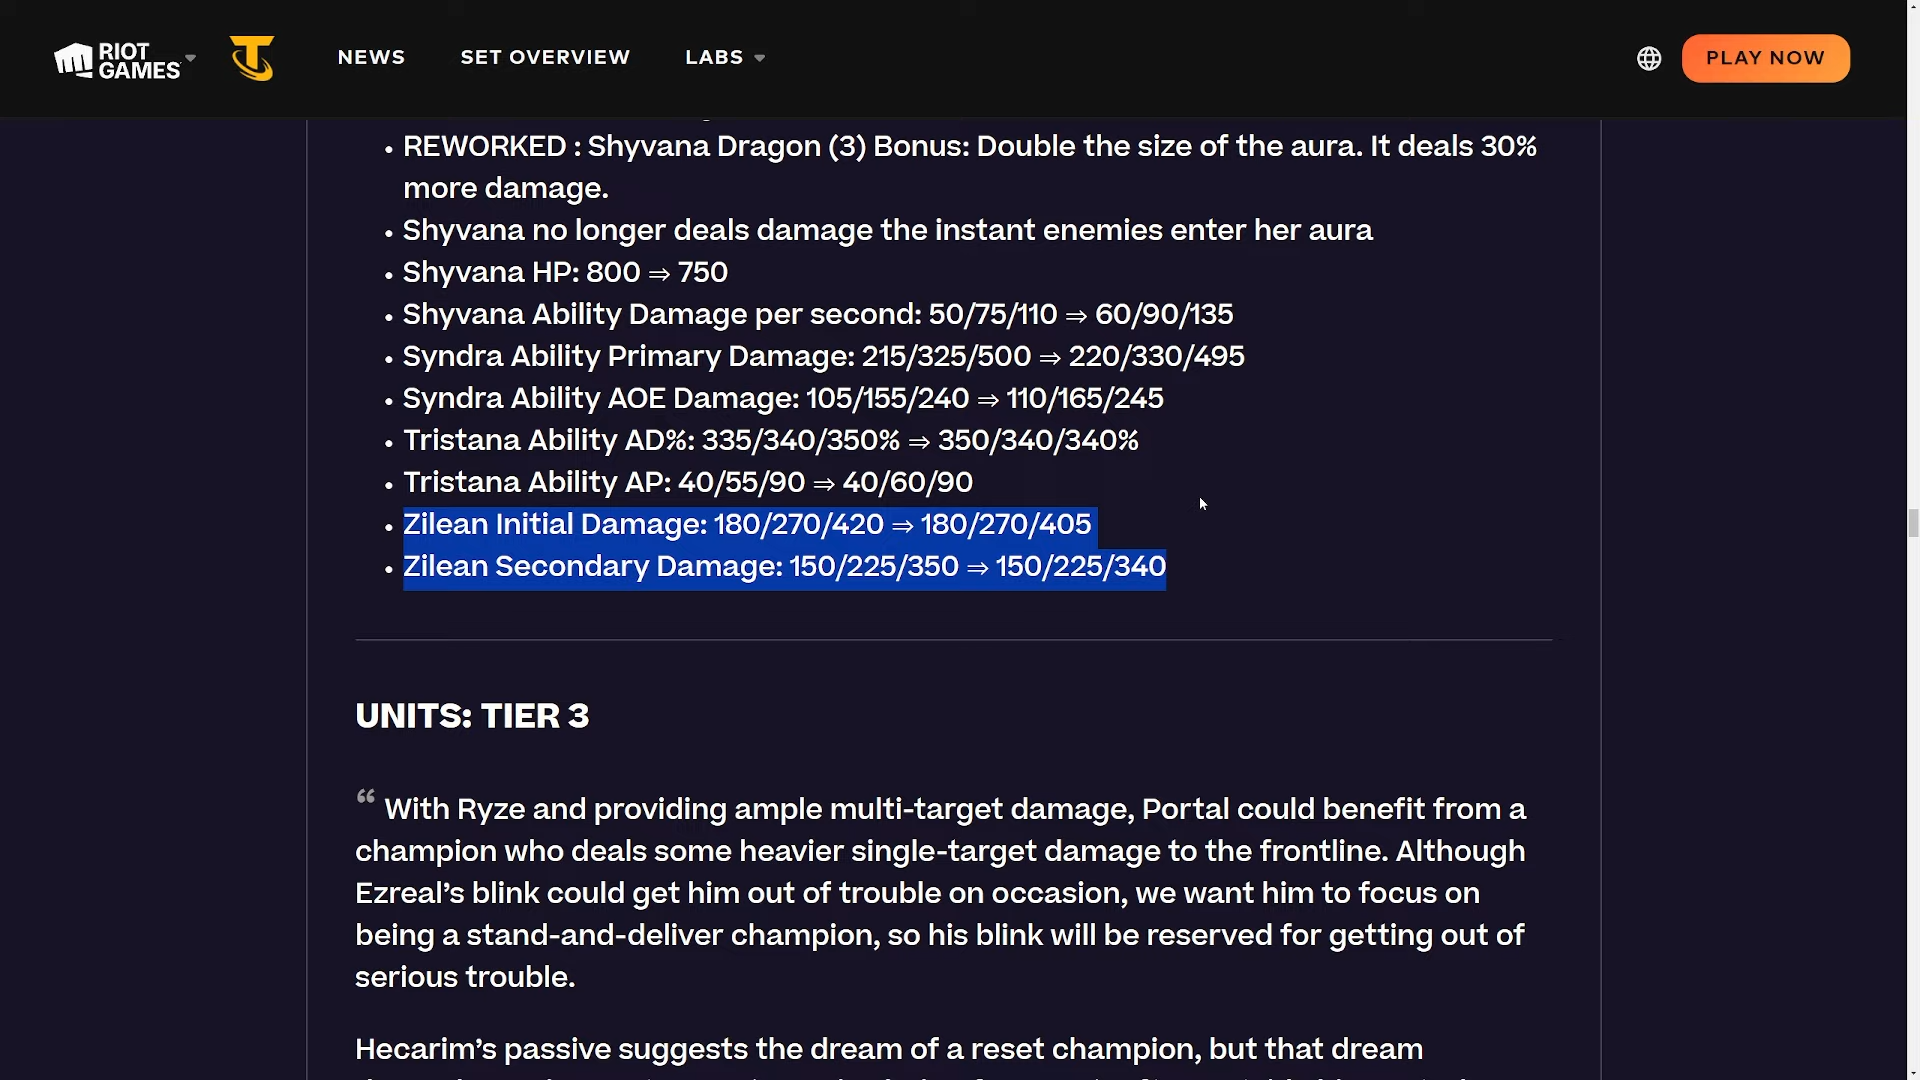 RIOT GAMES
NEWS
SET OVERVIEW
LABS
PLAY NOW
• REWORKED : Shyvana Dragon (3) Bonus: Double the size of the aura. It deals 30%
more damage.
• Shyvana no longer deals damage the instant enemies enter her aura
• Shyvana HP: 800 ⇒ 750
• Shyvana Ability Damage per second: 50/75/110 ⇒ 60/90/135
• Syndra Ability Primary Damage: 215/325/500 ⇒ 220/330/495
• Syndra Ability AOE Damage: 105/155/240 ⇒ 110/165/245
• Tristana Ability AD%: 335/340/350% ⇒ 350/340/340%
• Tristana Ability AP: 40/55/90 ⇒ 40/60/90
• Zilean Initial Damage: 180/270/420 ⇒ 180/270/405
• Zilean Secondary Damage: 150/225/350 ⇒ 150/225/340
UNITS: TIER 3
“ With Ryze and providing ample multi-target damage, Portal could benefit from a
champion who deals some heavier single-target damage to the frontline. Although
Ezreal’s blink could get him out of trouble on occasion, we want him to focus on
being a stand-and-deliver champion, so his blink will be reserved for getting out of
serious trouble.
Hecarim’s passive suggests the dream of a reset champion, but that dream